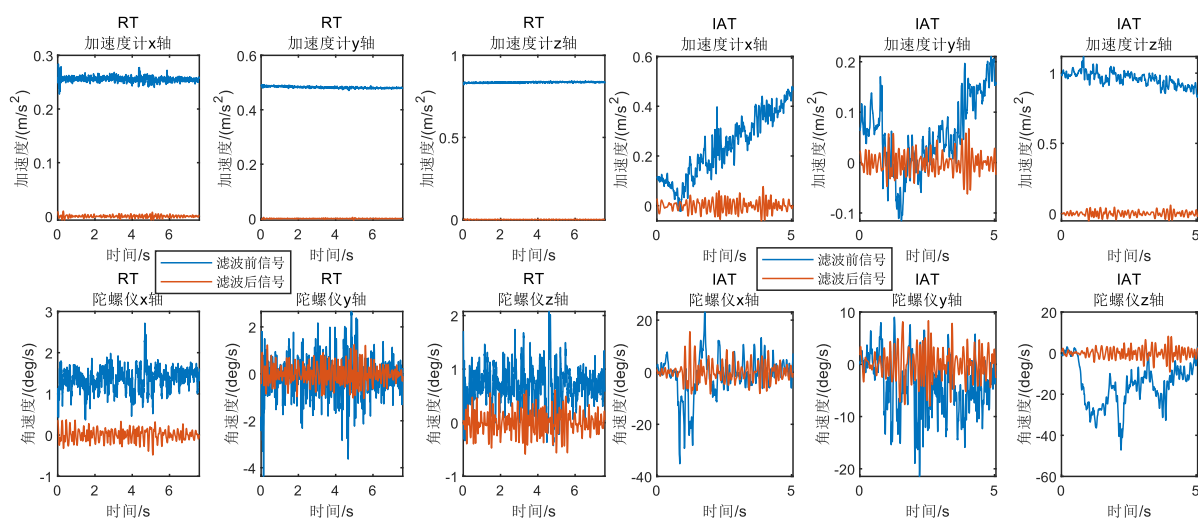 RT RT RT IAT IAT IAT
加速度计x轴 加速度计y轴 加速度计z轴 加速度计x轴 加速度计y轴 加速度计z轴
0.3 0.6 1 0.6 0.2 1
0.2 0.4 0.5 0.4 0.1 0.5
0.1 0.2 0 0.2 0 0
0 0 0 -0.1
加速度/(m/s²) 加速度/(m/s²) 加速度/(m/s²) 加速度/(m/s²) 加速度/(m/s²) 加速度/(m/s²)
0 2 4 6 0 2 4 6 0 2 4 6 0 5 0 5 0 5
时间/s 时间/s 时间/s 时间/s 时间/s 时间/s
滤波前信号 滤波前信号
滤波后信号 滤波后信号
RT RT RT IAT IAT IAT
陀螺仪x轴 陀螺仪y轴 陀螺仪z轴 陀螺仪x轴 陀螺仪y轴 陀螺仪z轴
3 2 2 20 10 20
2 0 1 0 0 0
1 -2 0 -20 -10 -20
0 -4 -1 -40 -20 -40
-1 -60
角速度/(deg/s) 角速度/(deg/s) 角速度/(deg/s) 角速度/(deg/s) 角速度/(deg/s) 角速度/(deg/s)
0 2 4 6 0 2 4 6 0 2 4 6 0 5 0 5 0 5
时间/s 时间/s 时间/s 时间/s 时间/s 时间/s